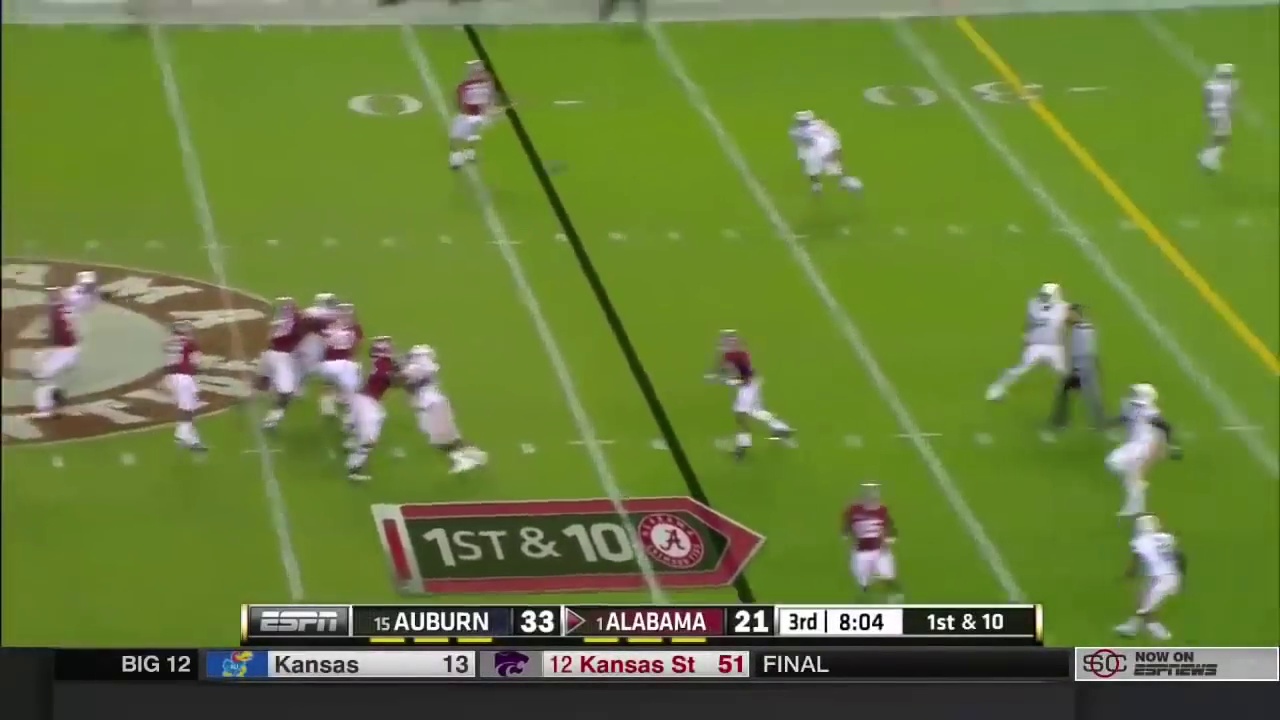 1ST & 10
ESPN 15 AUBURN 33 1 ALABAMA 21 3rd 8:04 1st & 10
BIG 12 Kansas 13 12 Kansas St 51 FINAL NOW ON
ESPNEWS